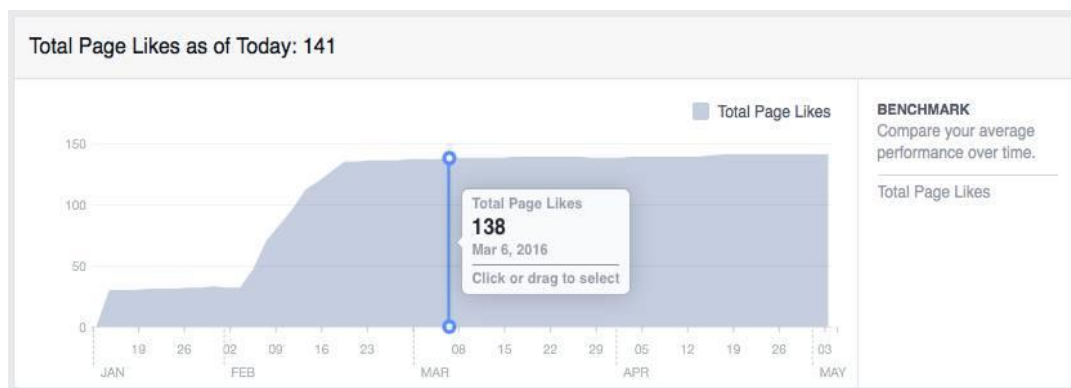 Total Page Likes as of Today: 141
Total Page Likes
BENCHMARK
Compare your average
performance over time.
Total Page Likes
150
100
50
0
Total Page Likes
138
Mar 6, 2016
Click or drag to select
19 26 02 09 16 23 08 15 22 29 05 12 19 26 03
JAN FEB MAR APR MAY